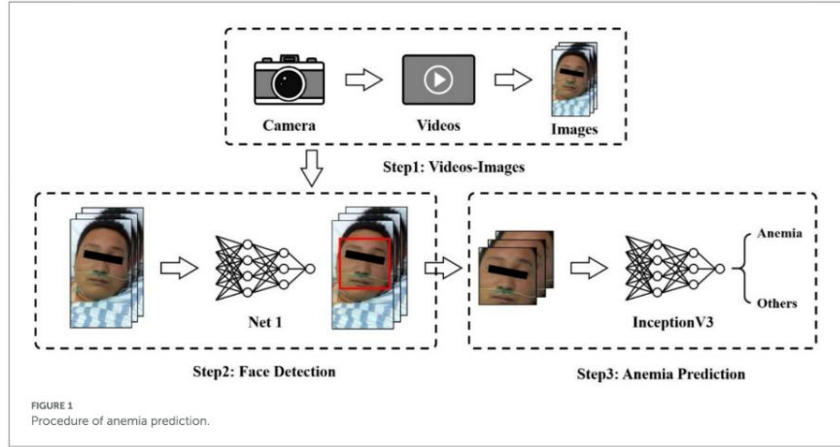 Camera
Videos
Images
Step1: Videos-Images
Net 1
Step2: Face Detection
Anemia
Others
InceptionV3
Step3: Anemia Prediction
FIGURE 1
Procedure of anemia prediction.